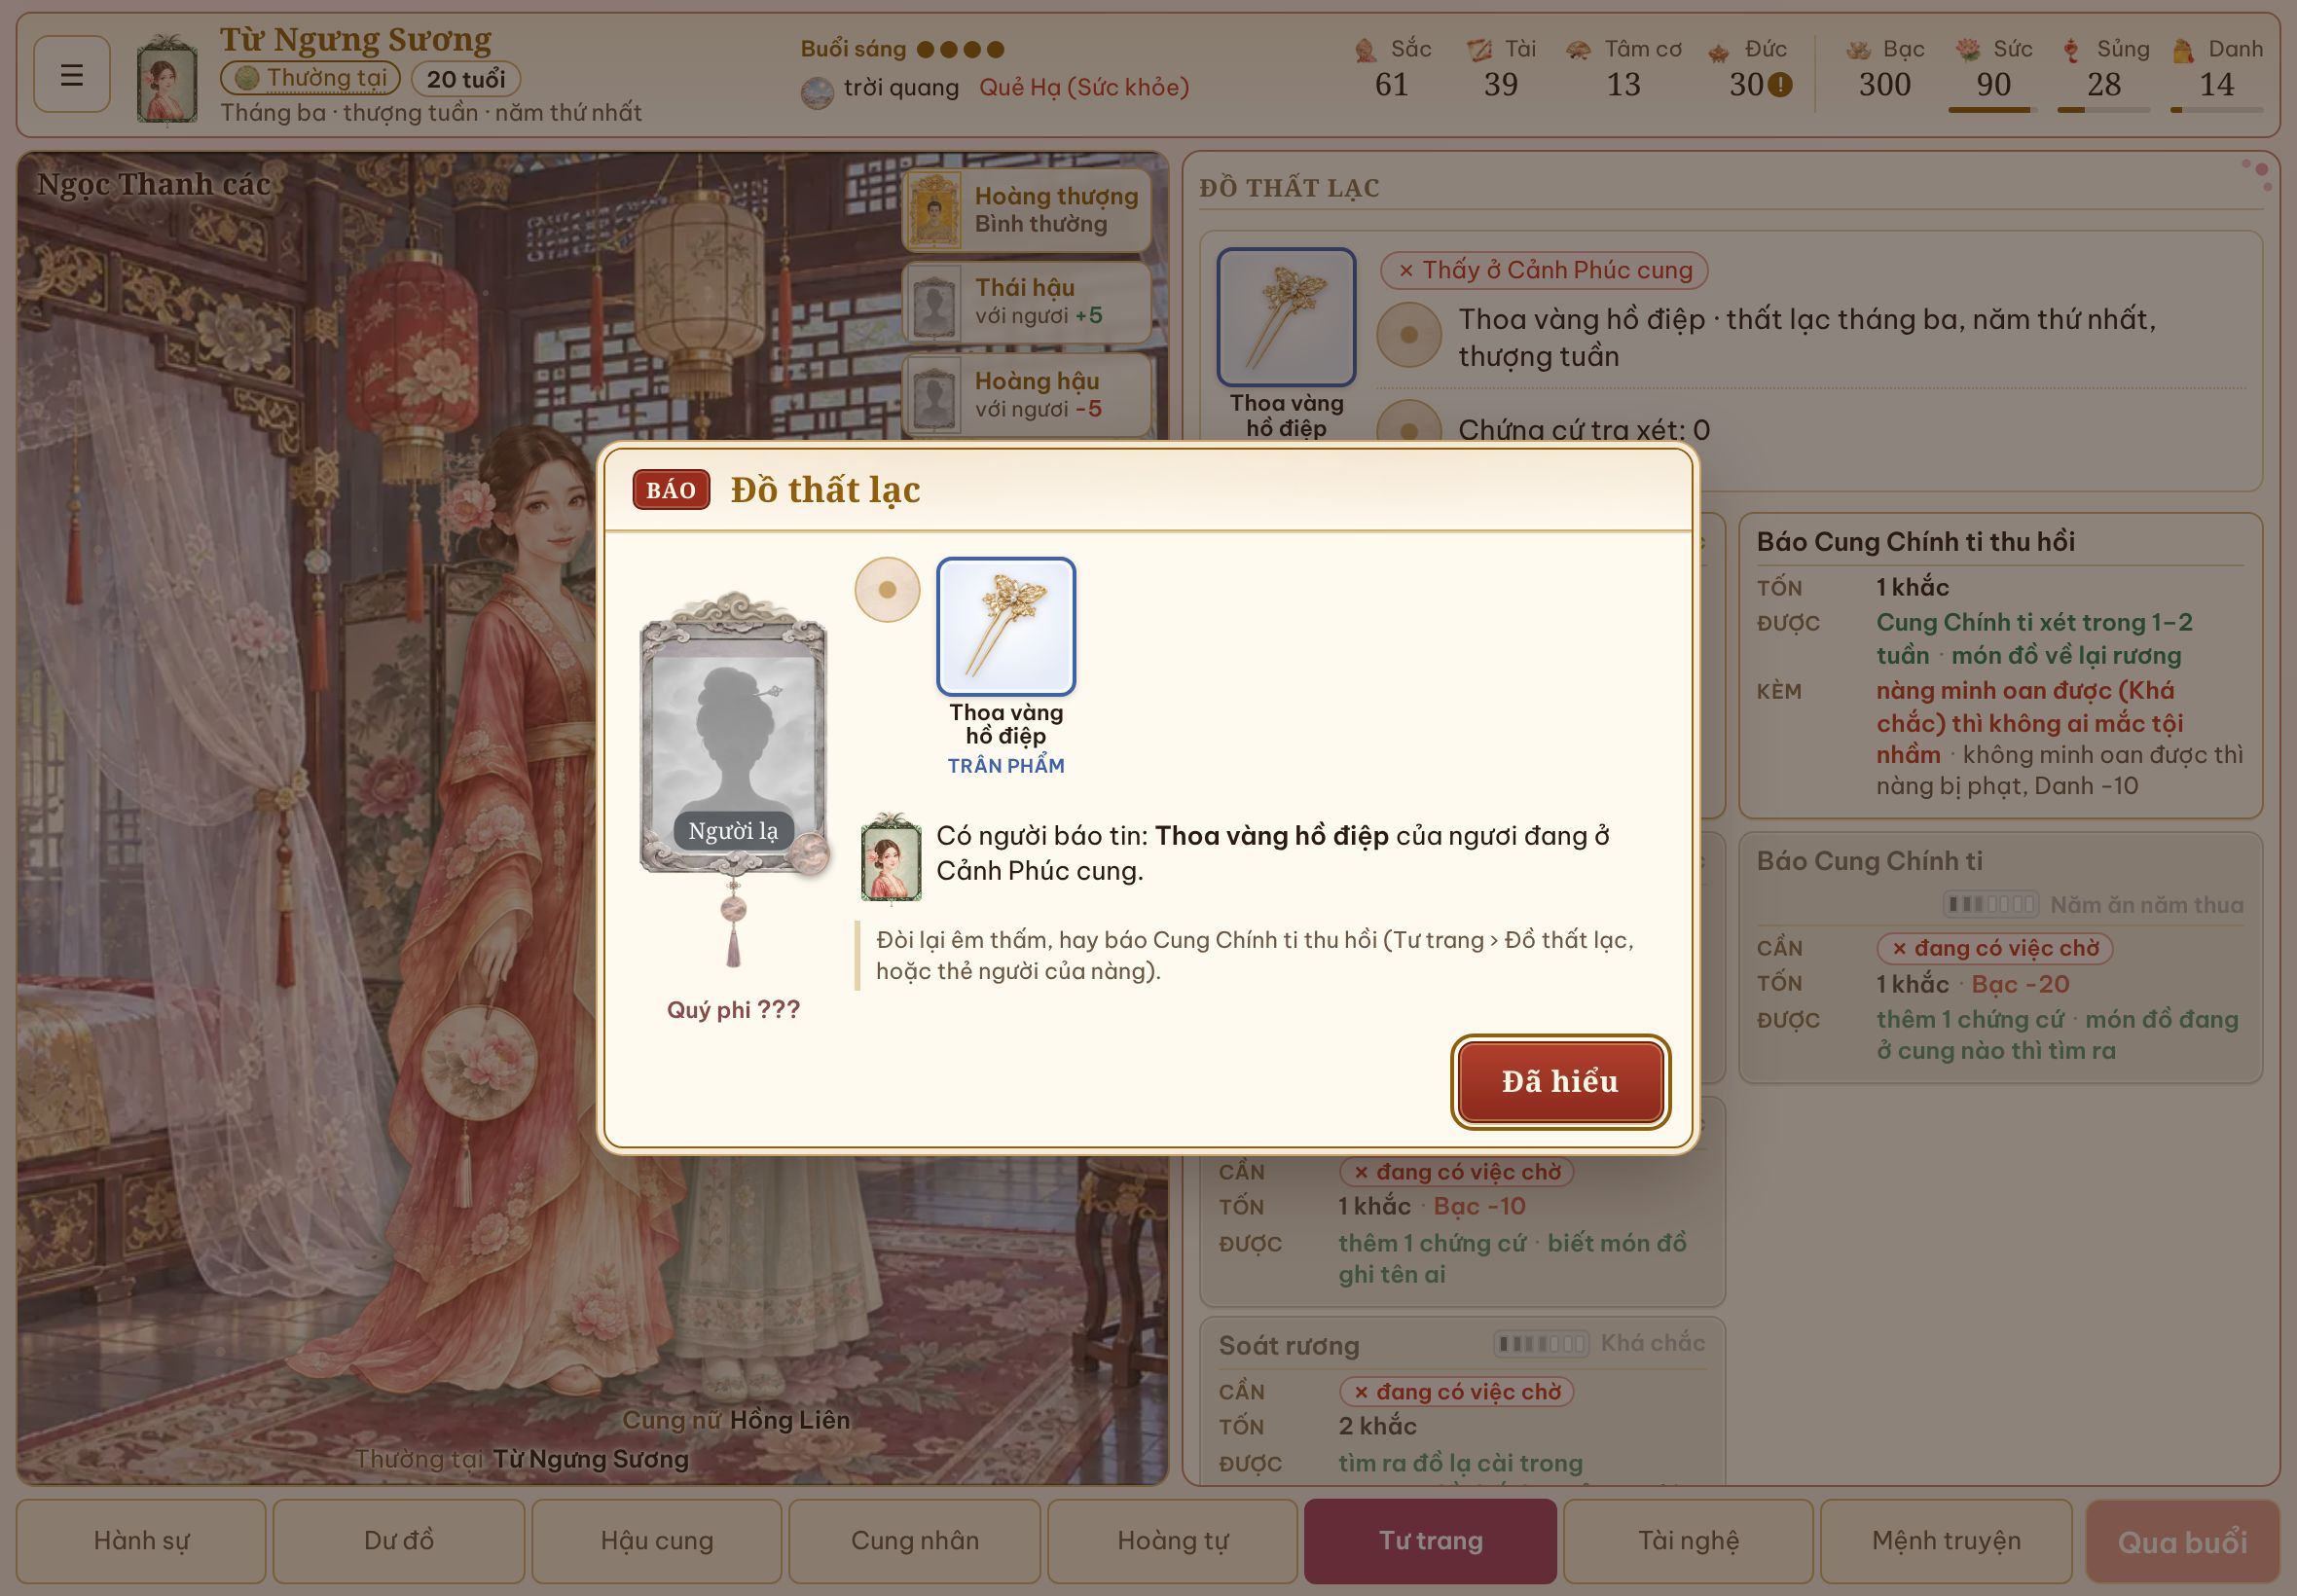 ☰
Từ Ngưng Sương
Thường tại
20 tuổi
Tháng ba · thượng tuần · năm thứ nhất
Buổi sáng
trời quang Quẻ Hạ (Sức khỏe)
Sắc Tài Tâm cơ Đức Bạc Sức Sủng Danh
61 39 13 30 ! 300 90 28 14
Ngọc Thanh các
Hoàng thượng
Bình thường
Thái hậu
với ngươi +5
Hoàng hậu
với ngươi -5
ĐỒ THẤT LẠC
× Thấy ở Cảnh Phúc cung
Thoa vàng hồ điệp · thất lạc tháng ba, năm thứ nhất,
thượng tuần
Thoa vàng
hồ điệp
Chứng cứ tra xét: 0
BÁO Đồ thất lạc
Thoa vàng
hồ điệp
TRÂN PHẨM
Người lạ
Quý phi ???
Có người báo tin: Thoa vàng hồ điệp của ngươi đang ở
Cảnh Phúc cung.
Đòi lại êm thấm, hay báo Cung Chính ti thu hồi (Tư trang › Đồ thất lạc,
hoặc thẻ người của nàng).
Đã hiểu
Báo Cung Chính ti thu hồi
TỐN 1 khắc
ĐƯỢC Cung Chính ti xét trong 1–2
tuần · món đồ về lại rương
KÈM nàng minh oan được (Khá
chắc) thì không ai mắc tội
nhầm · không minh oan được thì
nàng bị phạt, Danh -10
Báo Cung Chính ti
Năm ăn năm thua
CẦN × đang có việc chờ
TỐN 1 khắc · Bạc -20
ĐƯỢC thêm 1 chứng cứ · món đồ đang
ở cung nào thì tìm ra
CẦN × đang có việc chờ
TỐN 1 khắc · Bạc -10
ĐƯỢC thêm 1 chứng cứ · biết món đồ
ghi tên ai
Soát rương Khá chắc
CẦN × đang có việc chờ
TỐN 2 khắc
ĐƯỢC tìm ra đồ lạ cài trong
Cung nữ Hồng Liên
Thường tại Từ Ngưng Sương
Hành sự
Dư đồ
Hậu cung
Cung nhân
Hoàng tự
Tư trang
Tài nghệ
Mệnh truyện
Qua buổi